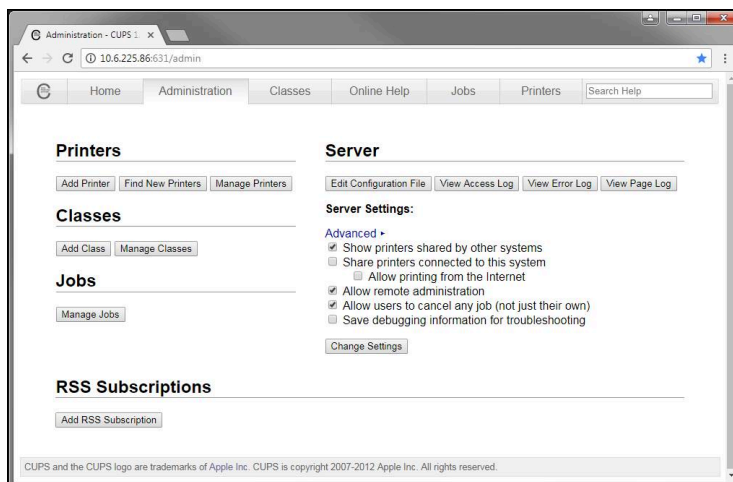 Administration - CUPS 1.
10.6.225.86:631/admin
Home Administration Classes Online Help Jobs Printers Search Help
Printers
Add Printer Find New Printers Manage Printers
Classes
Add Class Manage Classes
Jobs
Manage Jobs
Server
Edit Configuration File View Access Log View Error Log View Page Log
Server Settings:
Advanced ▸
Show printers shared by other systems
Share printers connected to this system
Allow printing from the Internet
Allow remote administration
Allow users to cancel any job (not just their own)
Save debugging information for troubleshooting
Change Settings
RSS Subscriptions
Add RSS Subscription
CUPS and the CUPS logo are trademarks of Apple Inc. CUPS is copyright 2007-2012 Apple Inc. All rights reserved.